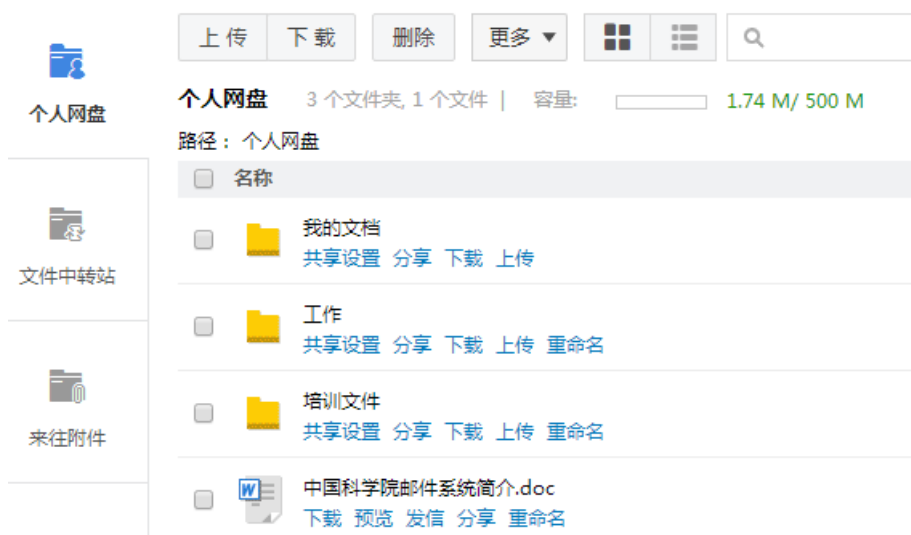 上传 下载 删除 更多
个人网盘
文件中转站
来往附件
个人网盘 3 个文件夹, 1 个文件 | 容量: 1.74 M/ 500 M
路径： 个人网盘
名称
我的文档
共享设置 分享 下载 上传
工作
共享设置 分享 下载 上传 重命名
培训文件
共享设置 分享 下载 上传 重命名
中国科学院邮件系统简介.doc
下载 预览 发信 分享 重命名